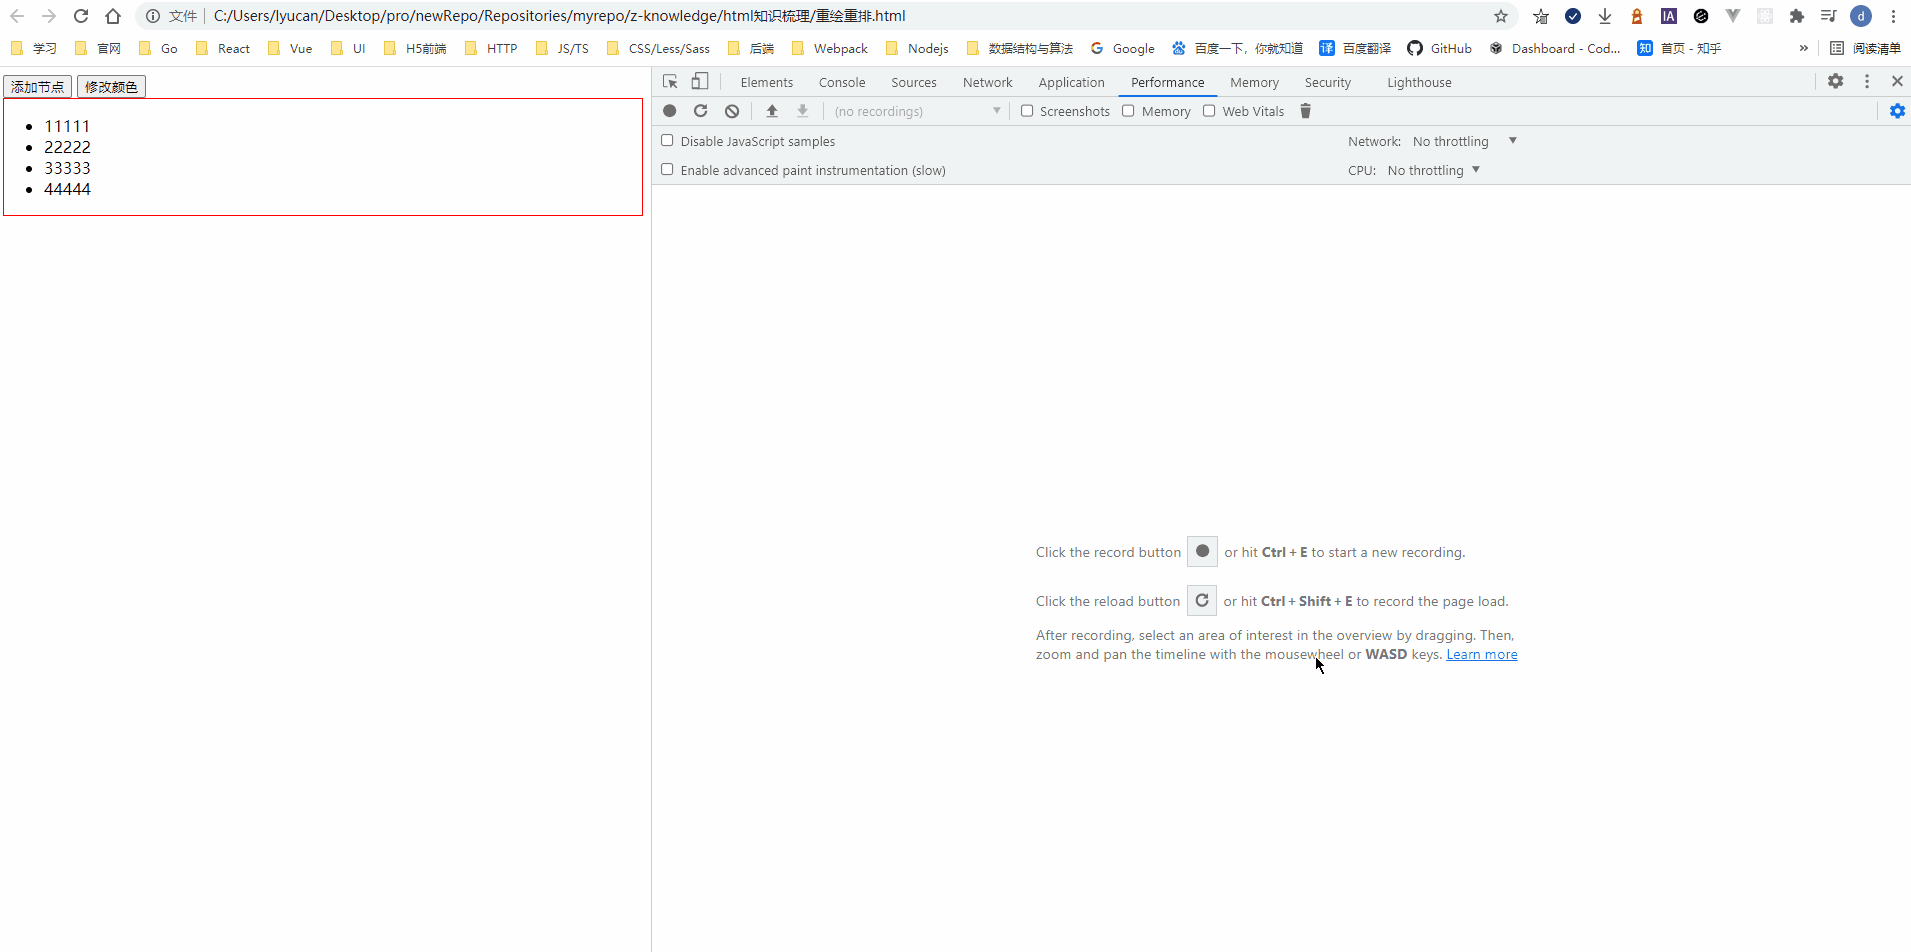 文件 C:/Users/lyucan/Desktop/pro/newRepo/Repositories/myrepo/z-knowledge/html知识梳理/重绘重排.html IA d
学习 官网 Go React Vue UI H5前端 HTTP JS/TS CSS/Less/Sass 后端 Webpack Nodejs 数据结构与算法 G Google 百度一下，你就知道 译 百度翻译 GitHub Dashboard - Cod... 知 首页 - 知乎 » 阅读清单
添加节点 修改颜色
11111
22222
33333
44444
Elements Console Sources Network Application Performance Memory Security Lighthouse
(no recordings) Screenshots Memory Web Vitals
Disable JavaScript samples Network: No throttling
Enable advanced paint instrumentation (slow) CPU: No throttling
Click the record button or hit Ctrl + E to start a new recording.
Click the reload button or hit Ctrl + Shift + E to record the page load.
After recording, select an area of interest in the overview by dragging. Then,
zoom and pan the timeline with the mousewheel or WASD keys. Learn more